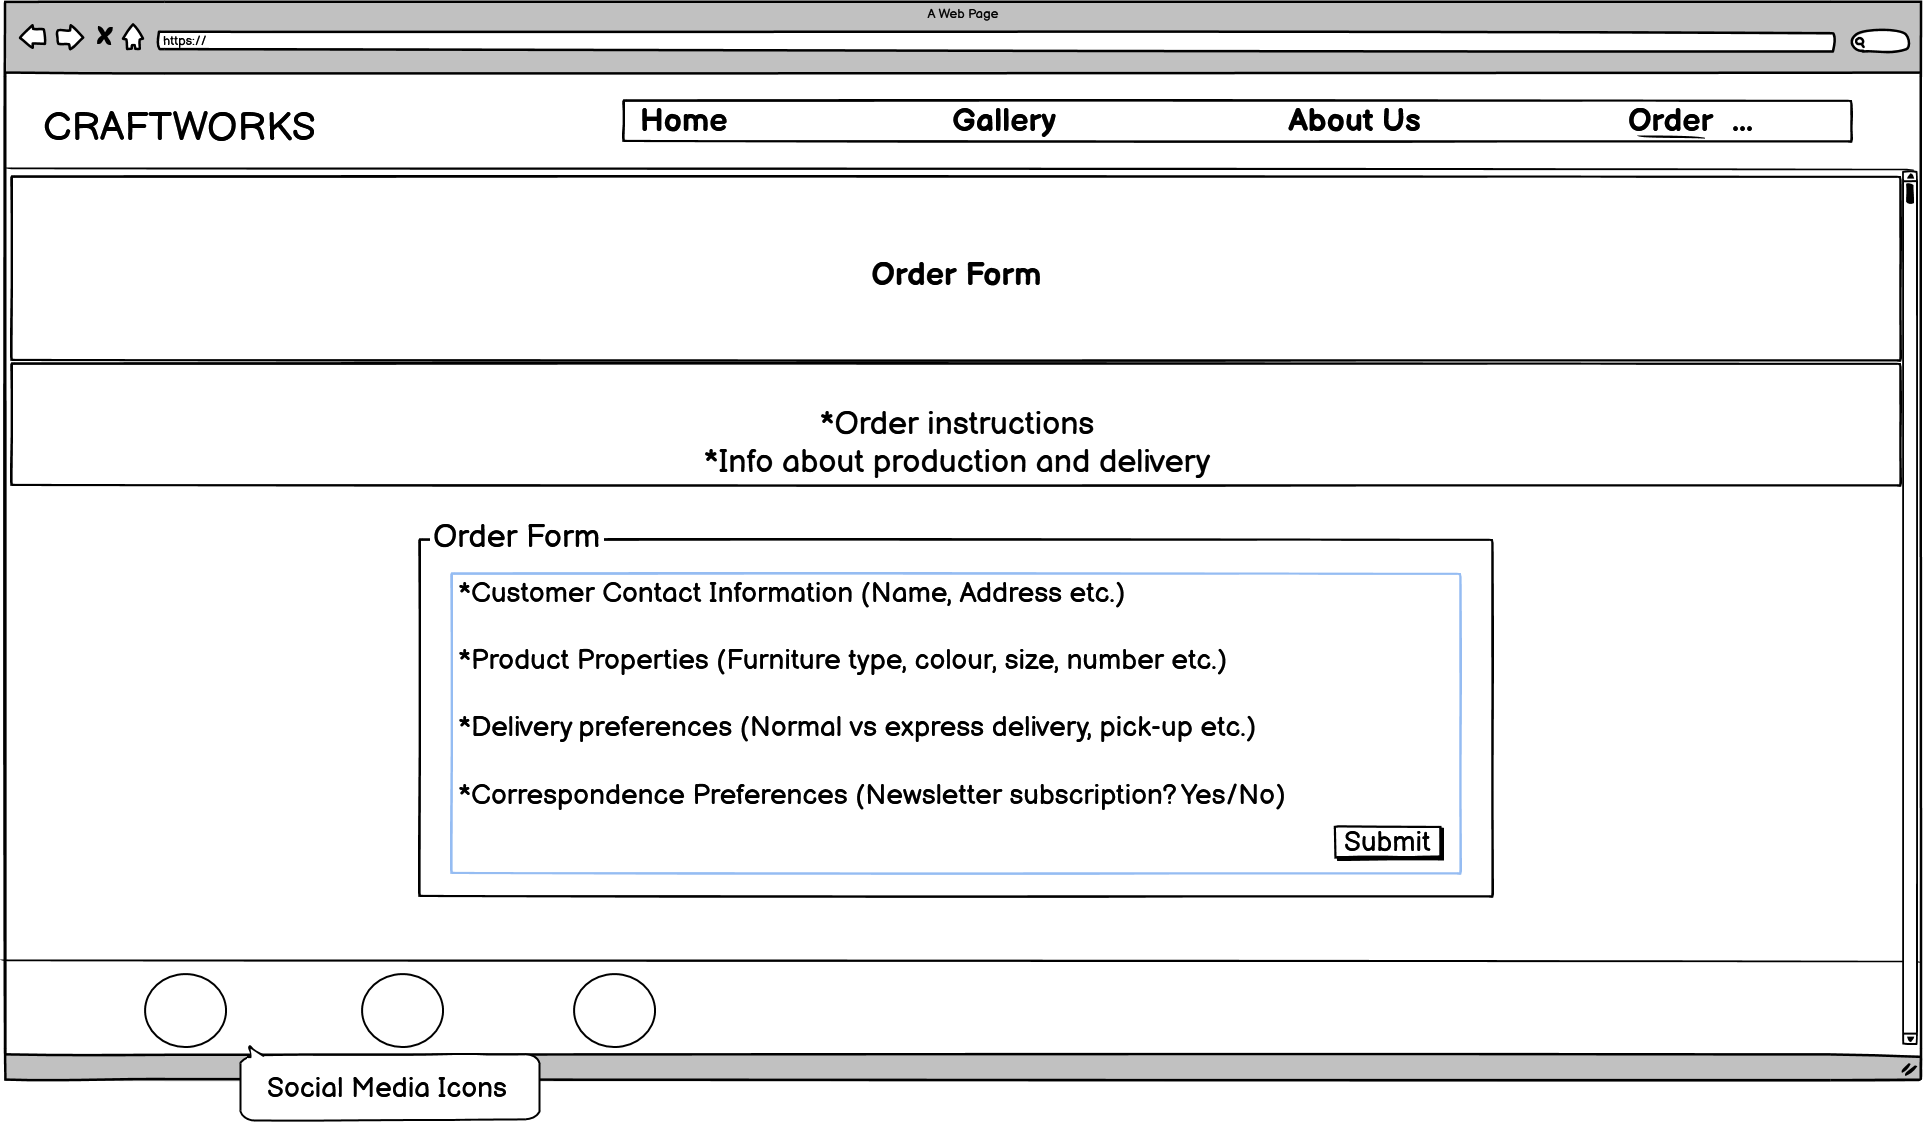 A Web Page
https://
CRAFTWORKS
Home Gallery About Us Order ...
Order Form
*Order instructions
*Info about production and delivery
Order Form
*Customer Contact Information (Name, Address etc.)
*Product Properties (Furniture type, colour, size, number etc.)
*Delivery preferences (Normal vs express delivery, pick-up etc.)
*Correspondence Preferences (Newsletter subscription? Yes/No)
Submit
Social Media Icons